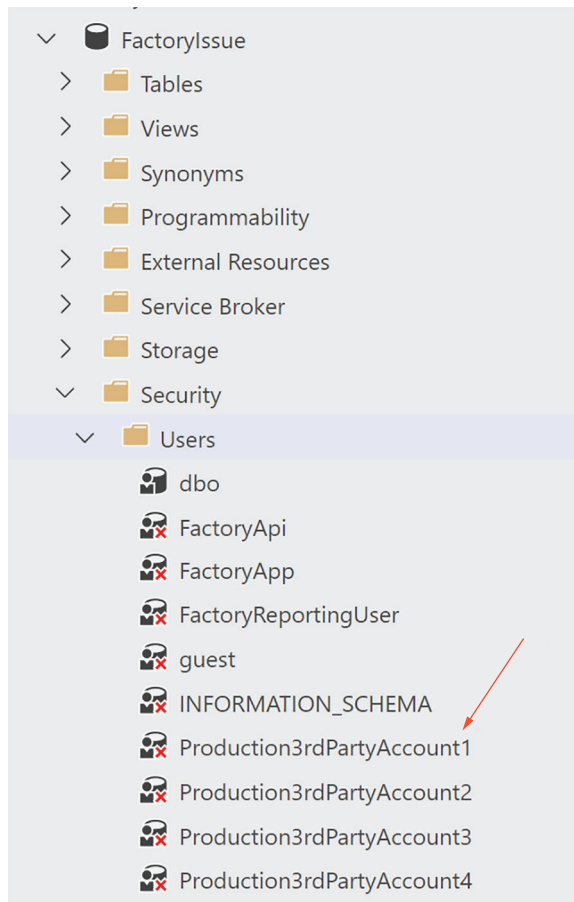 FactoryIssue
Tables
Views
Synonyms
Programmability
External Resources
Service Broker
Storage
Security
Users
dbo
FactoryApi
FactoryApp
FactoryReportingUser
guest
INFORMATION_SCHEMA
Production3rdPartyAccount1
Production3rdPartyAccount2
Production3rdPartyAccount3
Production3rdPartyAccount4